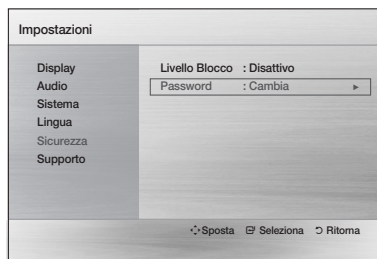 Impostazioni
Display
Audio
Sistema
Lingua
Sicurezza
Supporto
Livello Blocco : Disattivo
Password : Cambia ►
Sposta Seleziona Ritorna